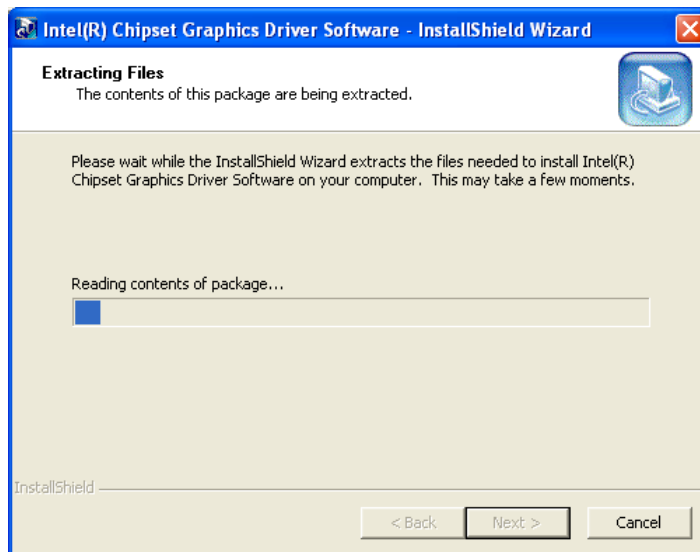 Intel(R) Chipset Graphics Driver Software - InstallShield Wizard
Extracting Files
The contents of this package are being extracted.
Please wait while the InstallShield Wizard extracts the files needed to install Intel(R)
Chipset Graphics Driver Software on your computer.  This may take a few moments.
Reading contents of package...
InstallShield
< Back
Next >
Cancel